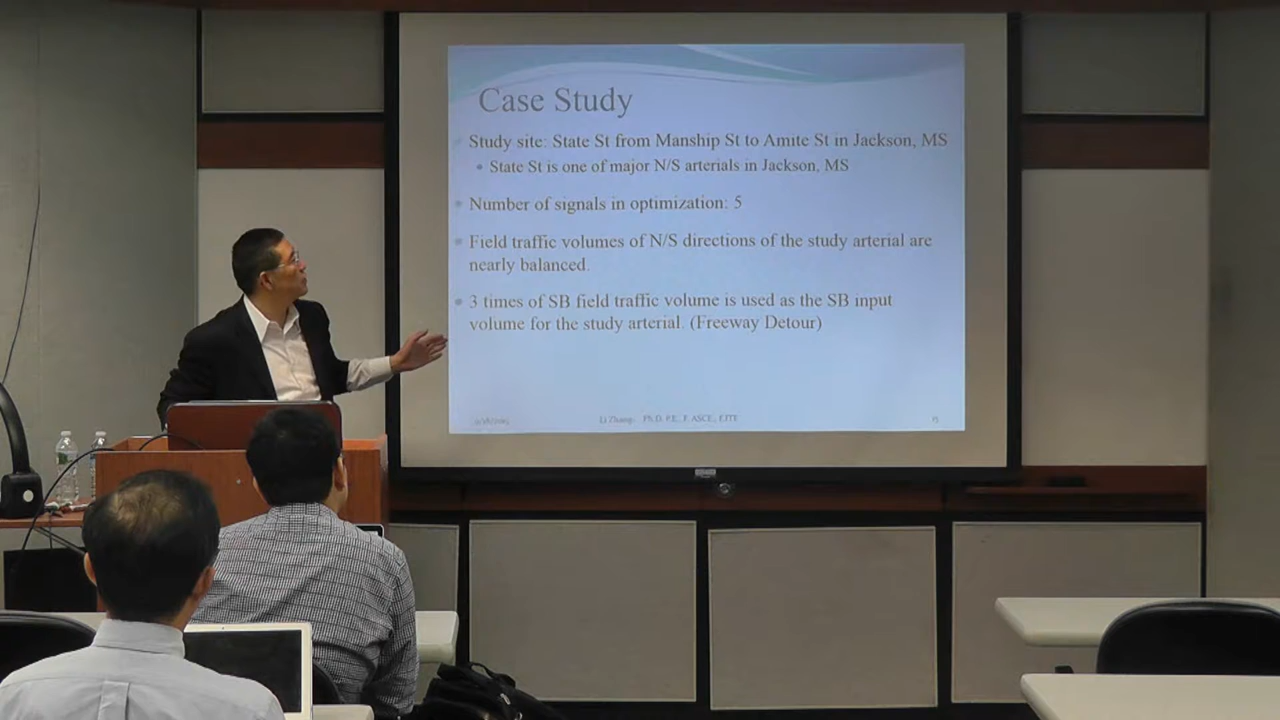 Case Study
Study site: State St from Manship St to Amite St in Jackson, MS
State St is one of major N/S arterials in Jackson, MS
Number of signals in optimization: 5
Field traffic volumes of N/S directions of the study arterial are
nearly balanced.
3 times of SB field traffic volume is used as the SB input
volume for the study arterial. (Freeway Detour)
Li Zhang, Ph.D. P.E., F. ASCE., F.ITE